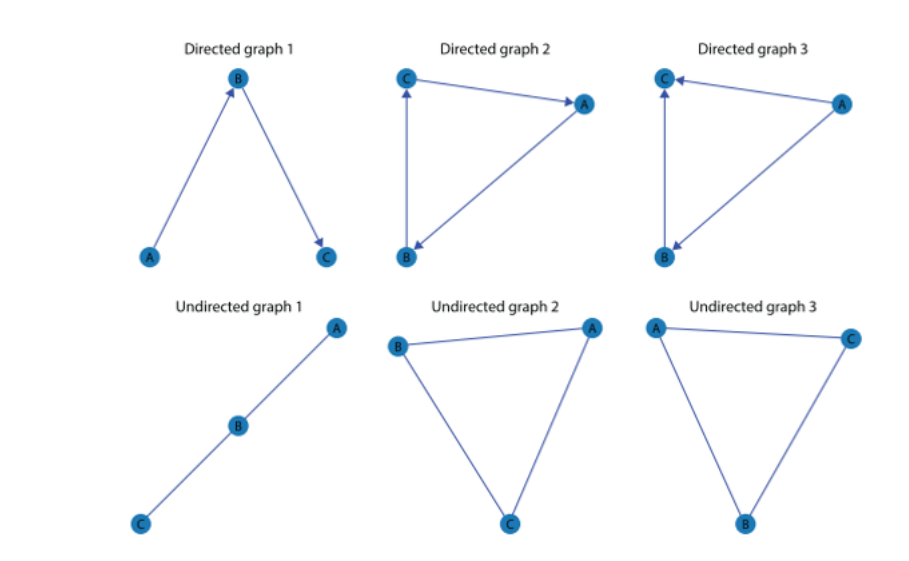 Directed graph 1
Directed graph 2
Directed graph 3
B
C
A
C
A
A
C
B
B
Undirected graph 1
Undirected graph 2
Undirected graph 3
A
B
C
B
A
C
A
C
B